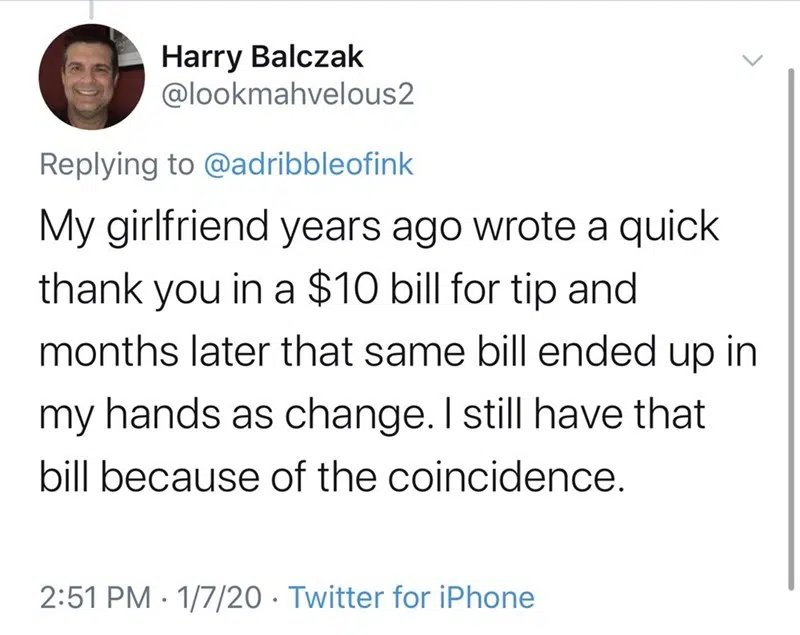 Harry Balczak
@lookmahvelous2
Replying to @adribbleofink
My girlfriend years ago wrote a quick
thank you in a $10 bill for tip and
months later that same bill ended up in
my hands as change. I still have that
bill because of the coincidence.
2:51 PM · 1/7/20 · Twitter for iPhone